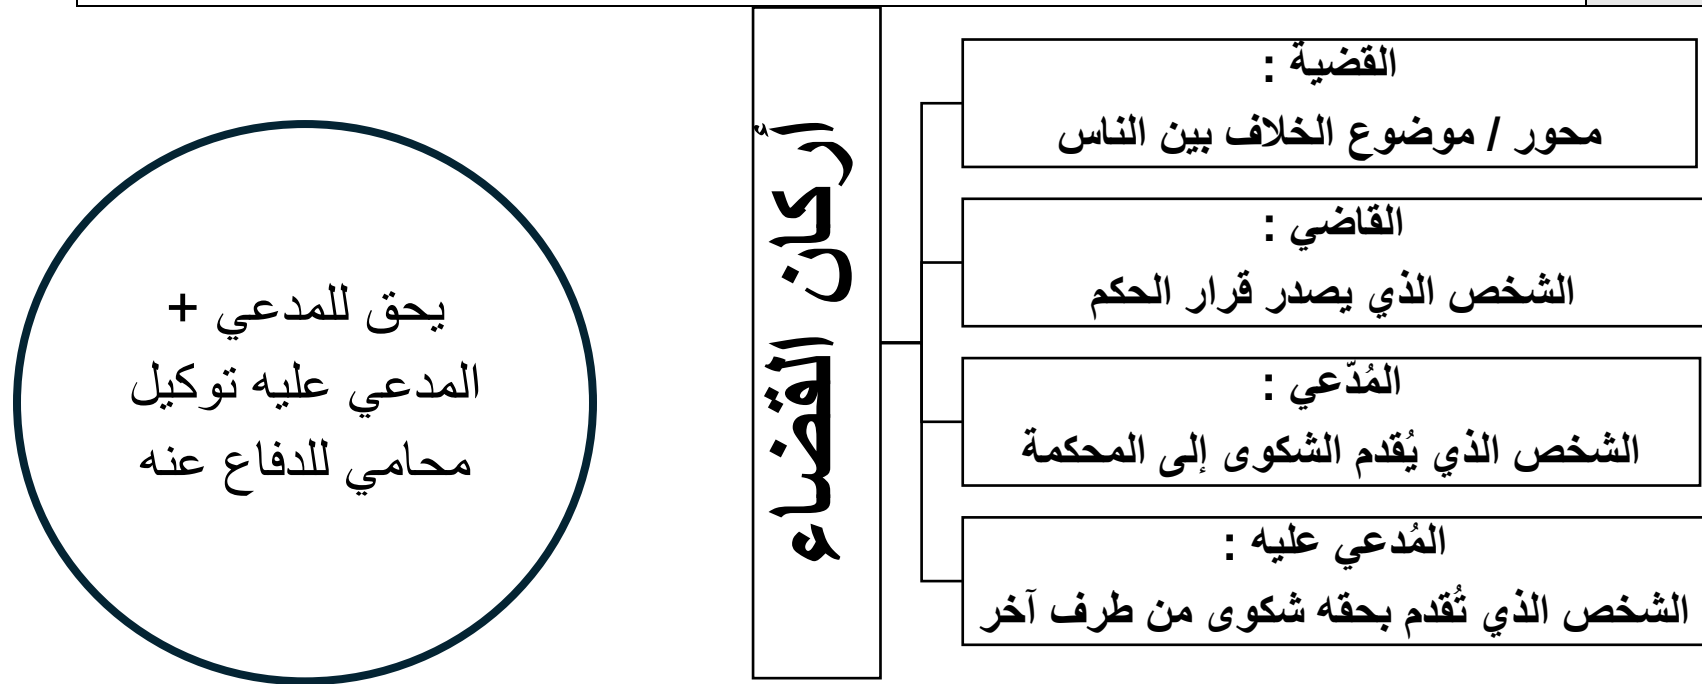 أركان القضاء
القضية :
محور / موضوع الخلاف بين الناس
القاضي :
الشخص الذي يصدر قرار الحكم
المُدّعي :
الشخص الذي يُقدم الشكوى إلى المحكمة
المُدعي عليه :
الشخص الذي تُقدم بحقه شكوى من طرف آخر
يحق للمدعي +
المدعي عليه توكيل
محامي للدفاع عنه